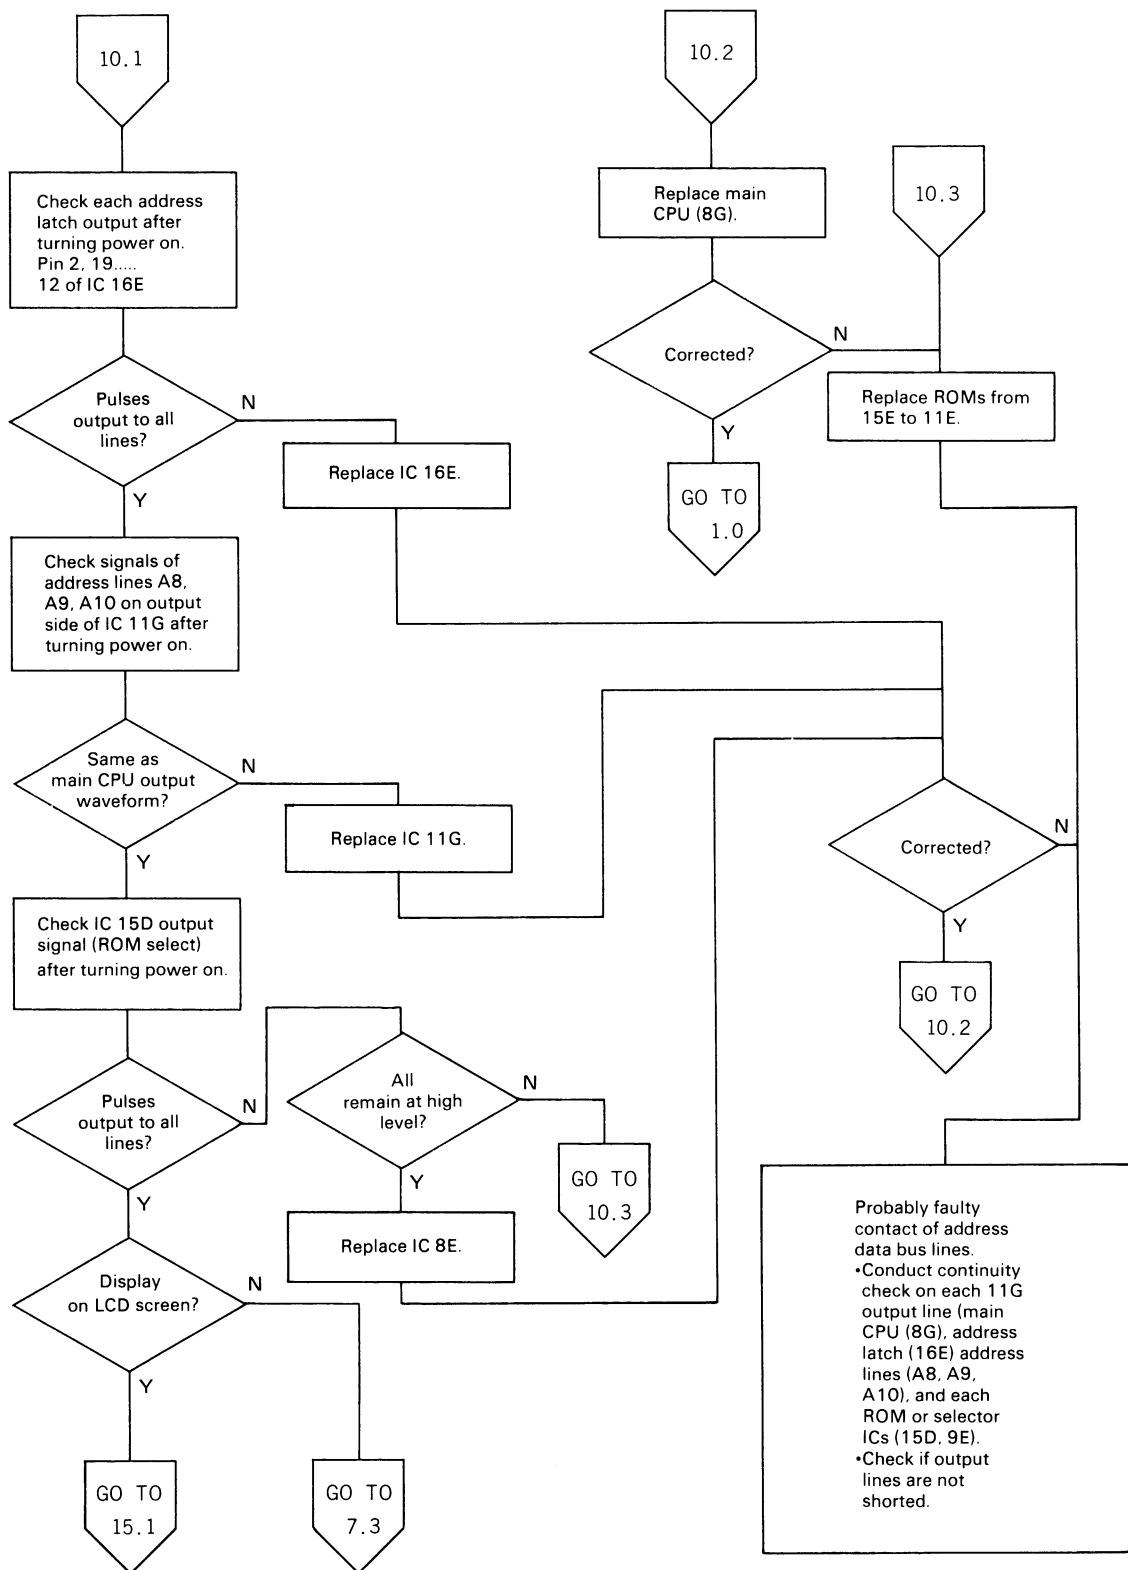 10.1
Check each address
latch output after
turning power on.
Pin 2, 19.....
12 of IC 16E
Pulses
output to all
lines?
N
Y
Replace IC 16E.
Check signals of
address lines A8,
A9, A10 on output
side of IC 11G after
turning power on.
Same as
main CPU output
waveform?
N
Y
Replace IC 11G.
Check IC 15D output
signal (ROM select)
after turning power on.
Pulses
output to all
lines?
N
Y
All
remain at high
level?
N
Y
GO TO
10.3
Replace IC 8E.
Display
on LCD screen?
N
Y
GO TO
15.1
GO TO
7.3
10.2
Replace main
CPU (8G).
Corrected?
N
Y
GO TO
1.0
10.3
Replace ROMs from
15E to 11E.
Corrected?
N
Y
GO TO
10.2
Probably faulty
contact of address
data bus lines.
•Conduct continuity
check on each 11G
output line (main
CPU (8G), address
latch (16E) address
lines (A8, A9,
A10), and each
ROM or selector
ICs (15D, 9E).
•Check if output
lines are not
shorted.